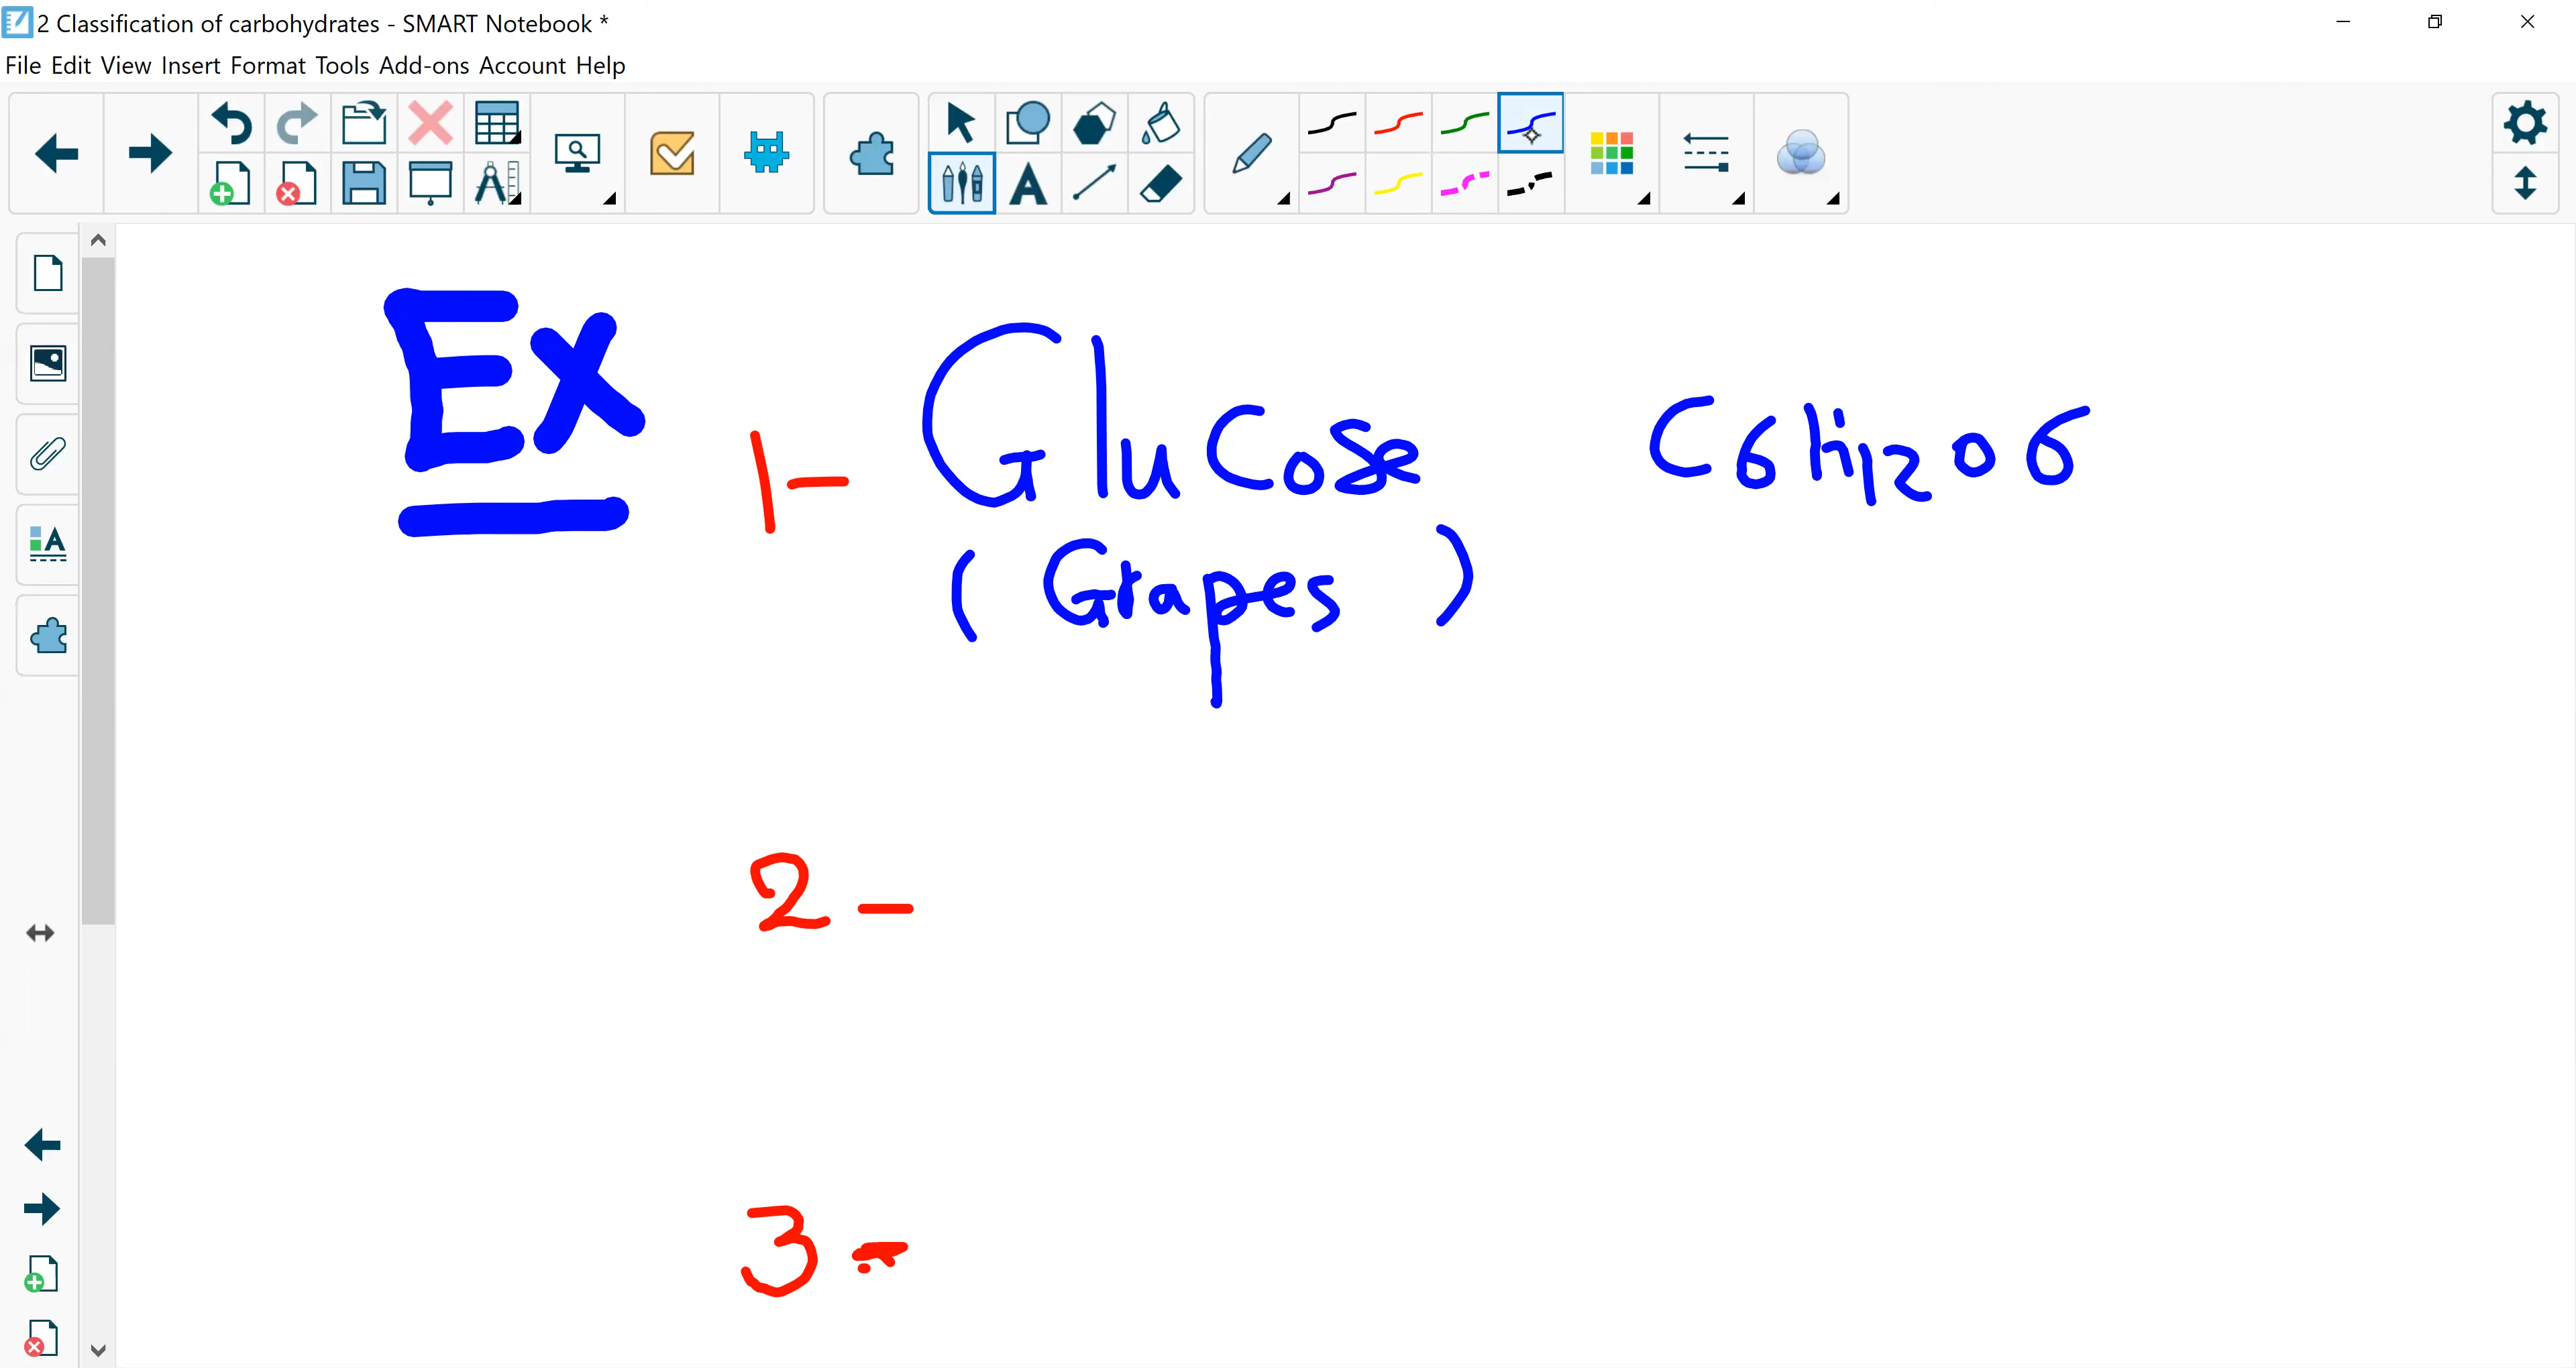 2 Classification of carbohydrates - SMART Notebook *
File Edit View Insert Format Tools Add-ons Account Help
Ex
1- Glucose C6H12O6
(Grapes)
2-
3-